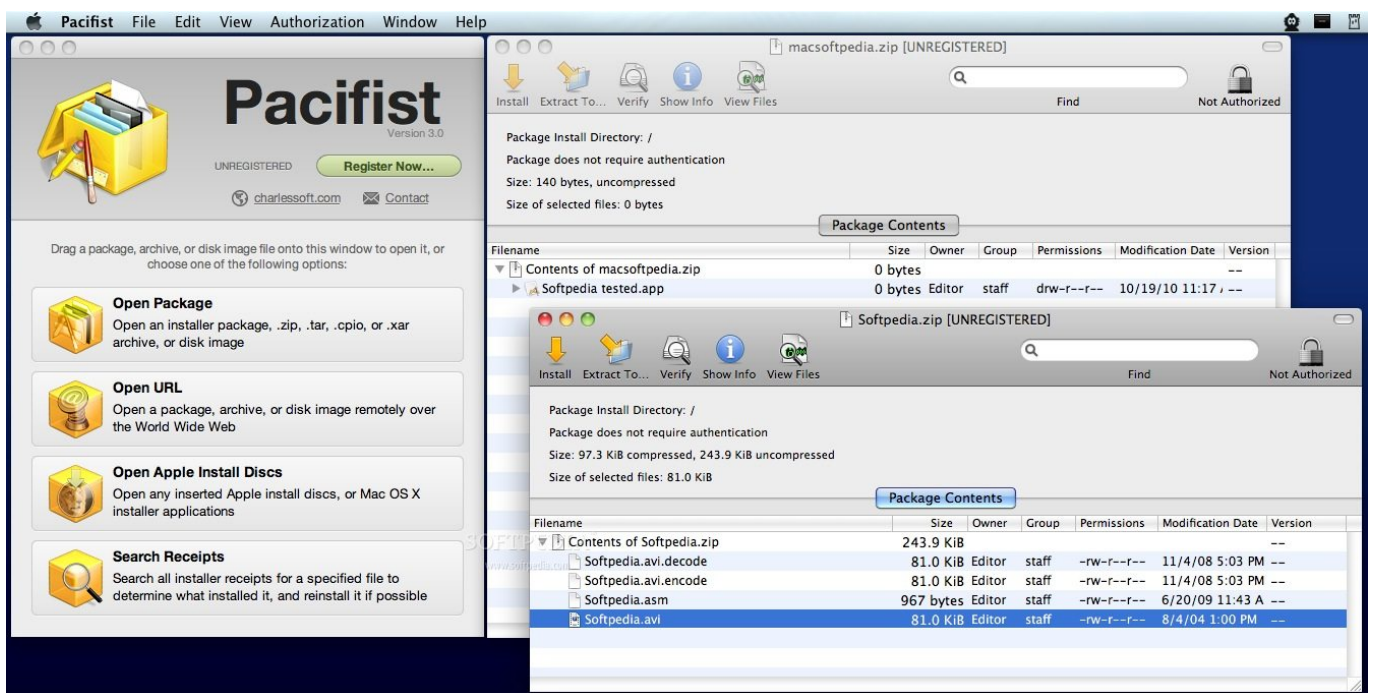 Pacifist File Edit View Authorization Window Help
Pacifist
Version 3.0
UNREGISTERED Register Now...
charlessoft.com Contact
Drag a package, archive, or disk image file onto this window to open it, or
choose one of the following options:
Open Package
Open an installer package, .zip, .tar, .cpio, or .xar
archive, or disk image
Open URL
Open a package, archive, or disk image remotely over
the World Wide Web
Open Apple Install Discs
Open any inserted Apple install discs, or Mac OS X
installer applications
Search Receipts
Search all installer receipts for a specified file to
determine what installed it, and reinstall it if possible
macsoftpedia.zip [UNREGISTERED]
Install Extract To... Verify Show Info View Files Find Not Authorized
Package Install Directory: /
Package does not require authentication
Size: 140 bytes, uncompressed
Size of selected files: 0 bytes
Package Contents
Filename Size Owner Group Permissions Modification Date Version
Contents of macsoftpedia.zip 0 bytes --
Softpedia tested.app 0 bytes Editor staff drw-r--r-- 10/19/10 11:17 --
Softpedia.zip [UNREGISTERED]
Install Extract To... Verify Show Info View Files Find Not Authorized
Package Install Directory: /
Package does not require authentication
Size: 97.3 KiB compressed, 243.9 KiB uncompressed
Size of selected files: 81.0 KiB
Package Contents
Filename Size Owner Group Permissions Modification Date Version
Contents of Softpedia.zip 243.9 KiB --
Softpedia.avi.decode 81.0 KiB Editor staff -rw-r--r-- 11/4/08 5:03 PM --
Softpedia.avi.encode 81.0 KiB Editor staff -rw-r--r-- 11/4/08 5:03 PM --
Softpedia.asm 967 bytes Editor staff -rw-r--r-- 6/20/09 11:43 A --
Softpedia.avi 81.0 KiB Editor staff -rw-r--r-- 8/4/04 1:00 PM --